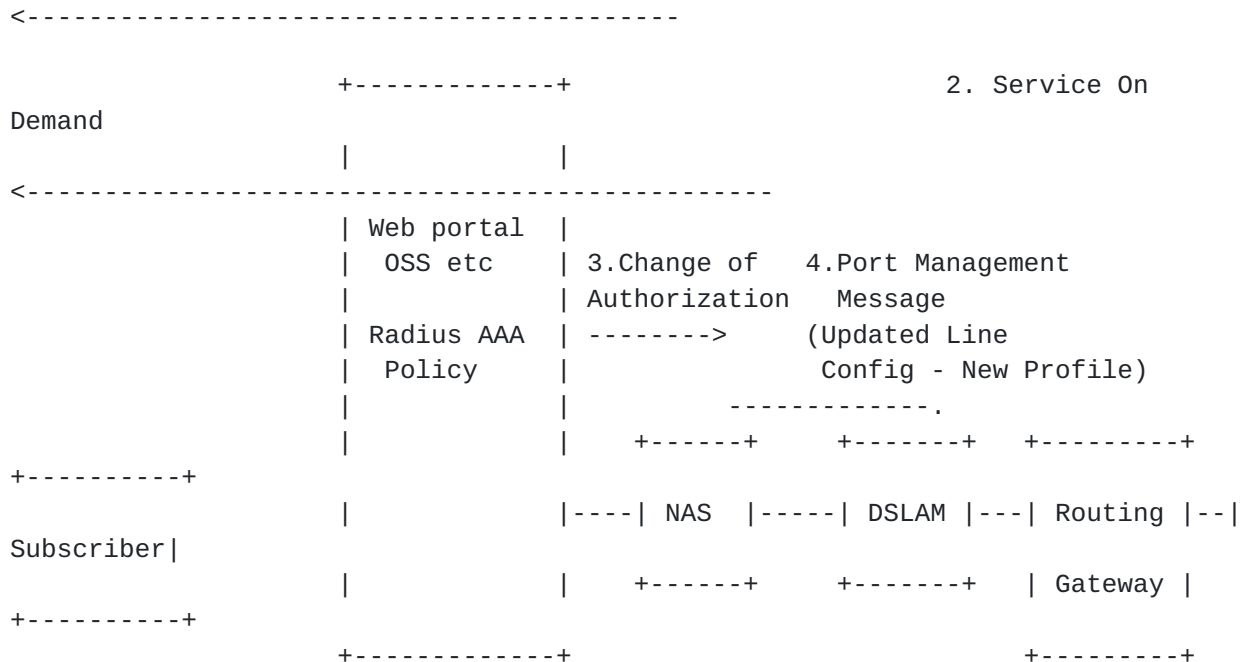 <------------------------------------------

                     +-------------+                        2. Service On
Demand
                     |             |
<-------------------------------------------------
                     | Web portal  |
                     |  OSS etc    | 3.Change of   4.Port Management
                     |             | Authorization   Message
                     | Radius AAA  | -------->     (Updated Line
                     |  Policy     |                Config - New Profile)
                     |             |          -------------.
                     |             |    +------+     +-------+   +---------+
+----------+
                     |             |----| NAS  |-----| DSLAM |---| Routing |--|
Subscriber|
                     |             |    +------+     +-------+   | Gateway |
+----------+
                     +-------------+                             +---------+